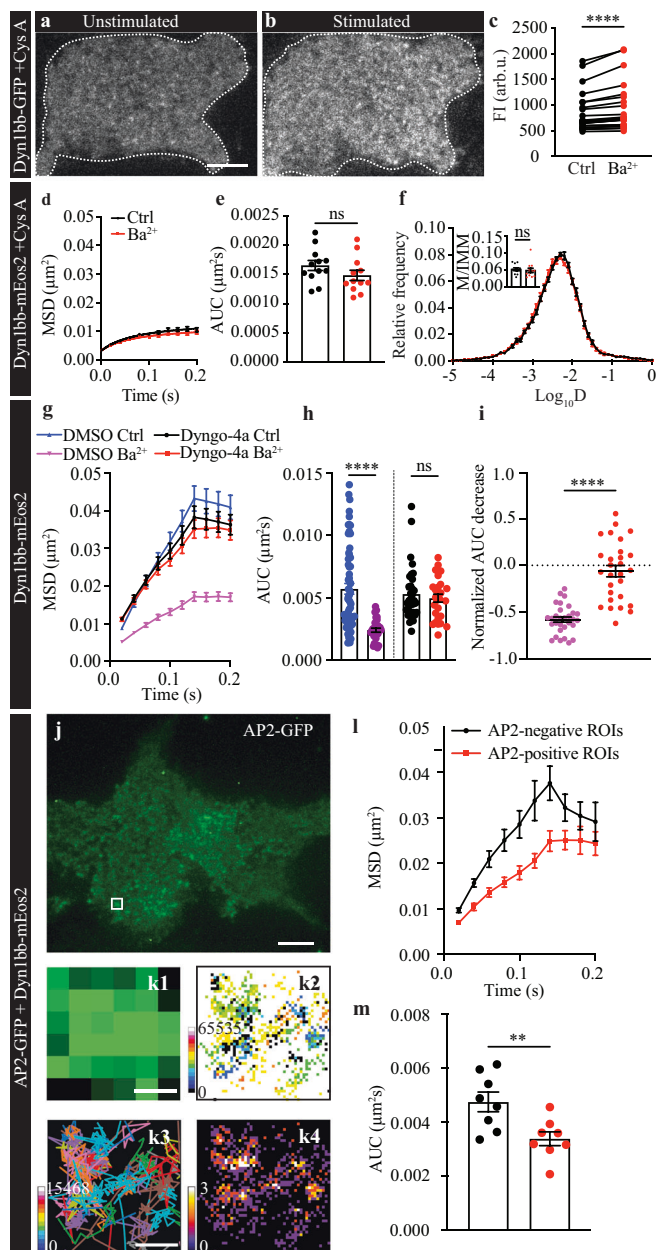 Dyn1bb-GFP +Cys A
a
Unstimulated
b
Stimulated
c
****
FI (arb.u.)
2500
2000
1500
1000
500
0
Ctrl
Ba²⁺
Dyn1bb-mEos2 +Cys A
d
Ctrl
Ba²⁺
MSD (μm²)
0.05
0.04
0.03
0.02
0.01
0.00
0.0
0.1
0.2
Time (s)
e
ns
AUC (μm²s)
0.0025
0.0020
0.0015
0.0010
0.0005
0.0000
f
Relative frequency
0.10
0.08
0.06
0.04
0.02
0.00
M/IMM
0.15
0.10
0.06
0.00
ns
-5
-4
-3
-2
-1
0
Log₁₀D
Dyn1bb-mEos2
g
DMSO Ctrl
Dyngo-4a Ctrl
DMSO Ba²⁺
Dyngo-4a Ba²⁺
MSD (μm²)
0.05
0.04
0.03
0.02
0.01
0.00
0.0
0.1
0.2
Time (s)
h
****
ns
AUC (μm²s)
0.015
0.010
0.005
0.000
i
****
Normalized AUC decrease
1.0
0.5
0.0
-0.5
-1.0
AP2-GFP + Dyn1bb-mEos2
j
AP2-GFP
k1
k2
65535
0
k3
15468
0
k4
3
0
l
AP2-negative ROIs
AP2-positive ROIs
MSD (μm²)
0.05
0.04
0.03
0.02
0.01
0.00
0.0
0.1
0.2
Time (s)
m
**
AUC (μm²s)
0.008
0.006
0.004
0.002
0.000